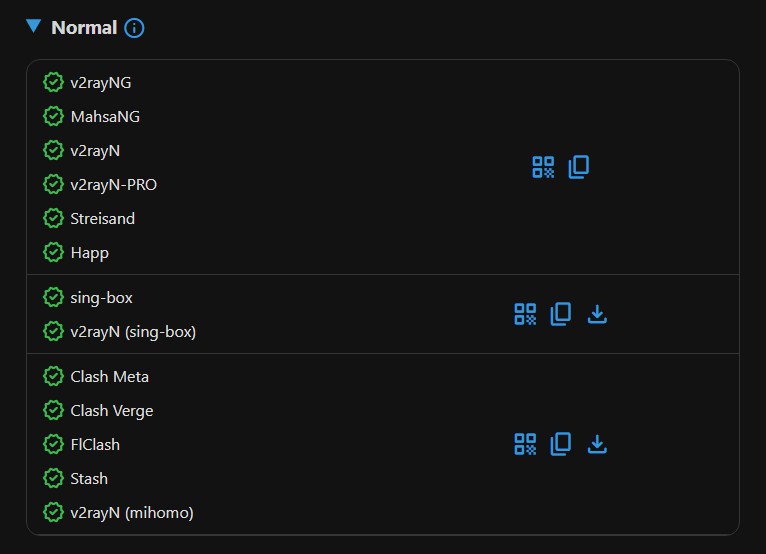 Normal
v2rayNG
MahsaNG
v2rayN
v2rayN-PRO
Streisand
Happ
sing-box
v2rayN (sing-box)
Clash Meta
Clash Verge
FlClash
Stash
v2rayN (mihomo)